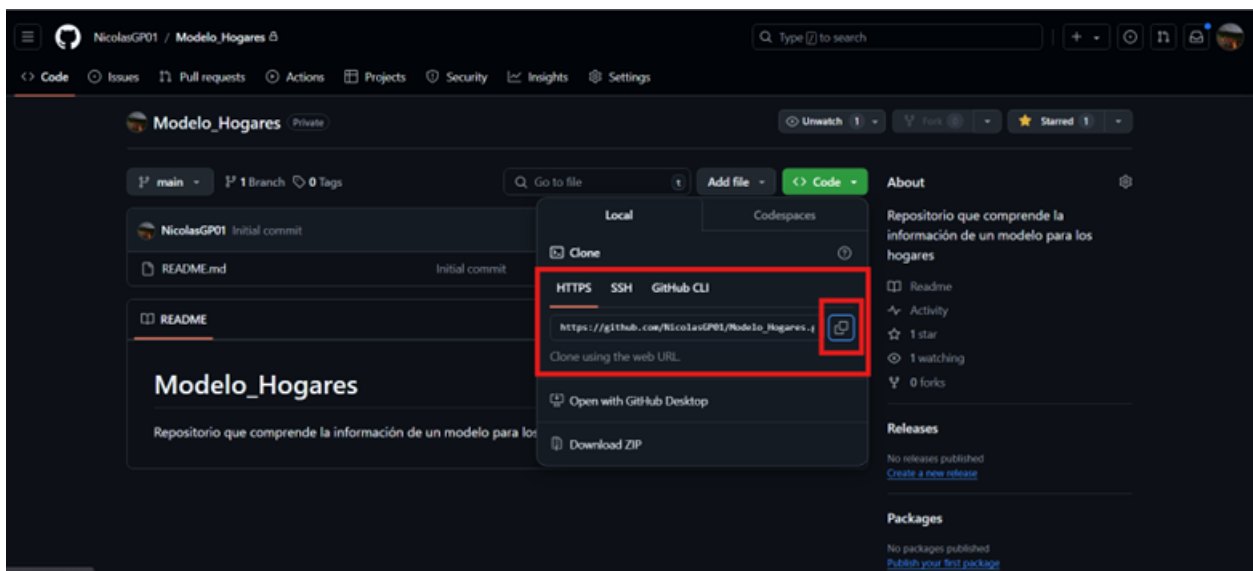 NicolasGP01 / Modelo_Hogares
Type / to search
Code Issues Pull requests Actions Projects Security Insights Settings
Modelo_Hogares Private
Unwatch 1 Fork 0 Starred 1
main 1 Branch 0 Tags
Go to file t Add file Code
NicolasGP01 Initial commit
README.md Initial commit
README
Modelo_Hogares
Repositorio que comprende la información de un modelo para los
Local Codespaces
Clone
HTTPS SSH GitHub CLI
https://github.com/NicolasGP01/Modelo_Hogares.g
Clone using the web URL.
Open with GitHub Desktop
Download ZIP
About
Repositorio que comprende la
información de un modelo para los
hogares
Readme
Activity
1 star
1 watching
0 forks
Releases
No releases published
Create a new release
Packages
No packages published
Publish your first package